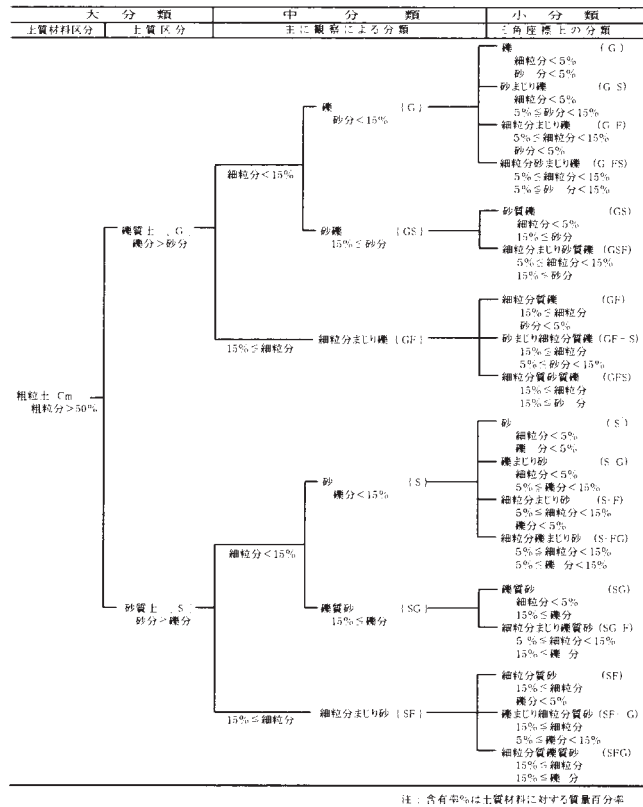 大 分 類 中 分 類 小 分 類
土質材料区分 土質区分 主に観察による分類 三角座標上の分類
礫 (G)
細粒分<5%
砂 分<5%
砂まじり礫 (G-S)
細粒分<5%
5%≦砂分<15%
細粒分まじり礫 (G-F)
5%≦細粒分<15%
砂分<5%
細粒分砂まじり礫 (G-FS)
5%≦細粒分<15%
5%≦砂 分<15%
礫 (G)
砂分<15%
細粒分<15%
砂礫 (GS)
15%≦砂分
砂質礫 (GS)
細粒分<5%
15%≦砂分
細粒分まじり砂質礫 (GSF)
5%≦細粒分<15%
15%≦砂分
礫質土 [G]
礫分>砂分
15%≦細粒分
細粒分まじり礫 (GF)
細粒分質礫 (GF)
15%≦細粒分
砂分<5%
砂まじり細粒分質礫 (GF-S)
15%≦細粒分
5%≦砂分<15%
細粒分質砂質礫 (GFS)
15%≦細粒分
15%≦砂 分
粗粒土 Cm
粗粒分>50%
砂 (S)
細粒分<5%
礫 分<5%
礫まじり砂 (S-G)
細粒分<5%
5%≦礫分<15%
細粒分まじり砂 (S-F)
5%≦細粒分<15%
礫分<5%
細粒分礫まじり砂 (S-FG)
5%≦細粒分<15%
5%≦礫 分<15%
砂 (S)
礫分<15%
細粒分<15%
礫質砂 (SG)
15%≦礫分
礫質砂 (SG)
細粒分<5%
15%≦礫分
細粒分まじり礫質砂 (SG-F)
5%≦細粒分<15%
15%≦礫 分
砂質土 [S]
砂分≧礫分
15%≦細粒分
細粒分まじり砂 (SF)
細粒分質砂 (SF)
15%≦細粒分
礫分<5%
礫まじり細粒分質砂 (SF-G)
15%≦細粒分
5%≦礫分<15%
細粒分質礫質砂 (SFG)
15%≦細粒分
15%≦礫 分
注:含有率%は土質材料に対する質量百分率